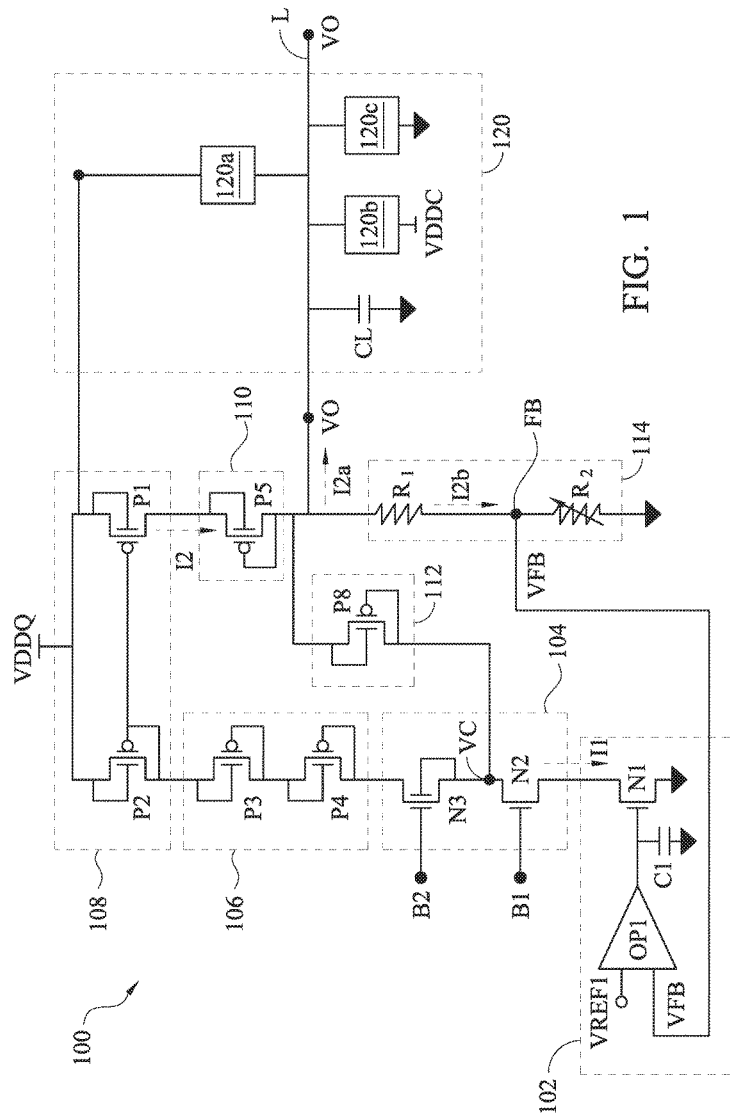 100
VDDQ
108
P2
P1
I2
106
P3
P4
110
P5
VO
I2a
L
VO
120a
120b
VDDC
120c
CL
120
112
P8
R1
I2b
FB
VFB
R2
114
104
B2
N3
VC
B1
N2
I1
102
VREF1
VFB
OP1
C1
N1
FIG. 1